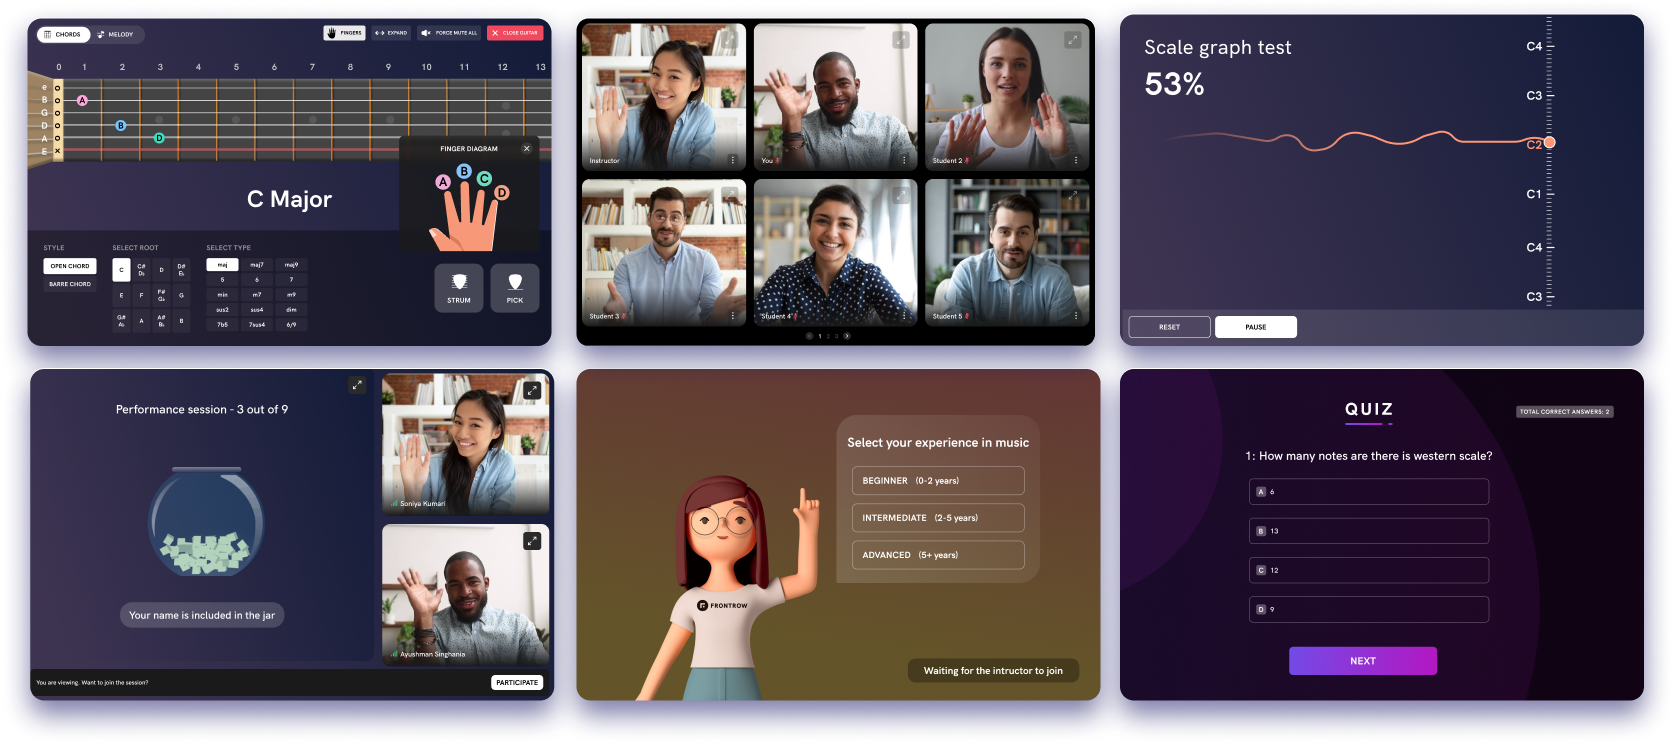 CHORDS
MELODY
FINGERS
EXPAND
FORCE MUTE ALL
CLOSE GUITAR
0 1 2 3 4 5 6 7 8 9 10 11 12 13
e
B
G
D
A
E
A
B
D
FINGER DIAGRAM
A
B
C
D
C Major
STYLE
OPEN CHORD
BARRE CHORD
SELECT ROOT
C C# D♭ D D# E♭
E F F# G♭ G
G# A♭ A A# B♭ B
SELECT TYPE
maj maj7 maj9
5 6 7
min m7 m9
sus2 sus4 dim
7b5 7sus4 6/9
STRUM
PICK
Instructor
You
Student 2
Student 3
Student 4
Student 5
1 2 3
Scale graph test
53%
C4
C3
C2
C1
C4
C3
RESET
PAUSE
Performance session - 3 out of 9
Your name is included in the jar
Soniya Kumari
Ayushman Singhania
You are viewing. Want to join the session?
PARTICIPATE
Select your experience in music
BEGINNER (0-2 years)
INTERMEDIATE (2-5 years)
ADVANCED (5+ years)
FRONTROW
Waiting for the intructor to join
QUIZ
TOTAL CORRECT ANSWERS: 2
1: How many notes are there is western scale?
A 6
B 13
C 12
D 9
NEXT